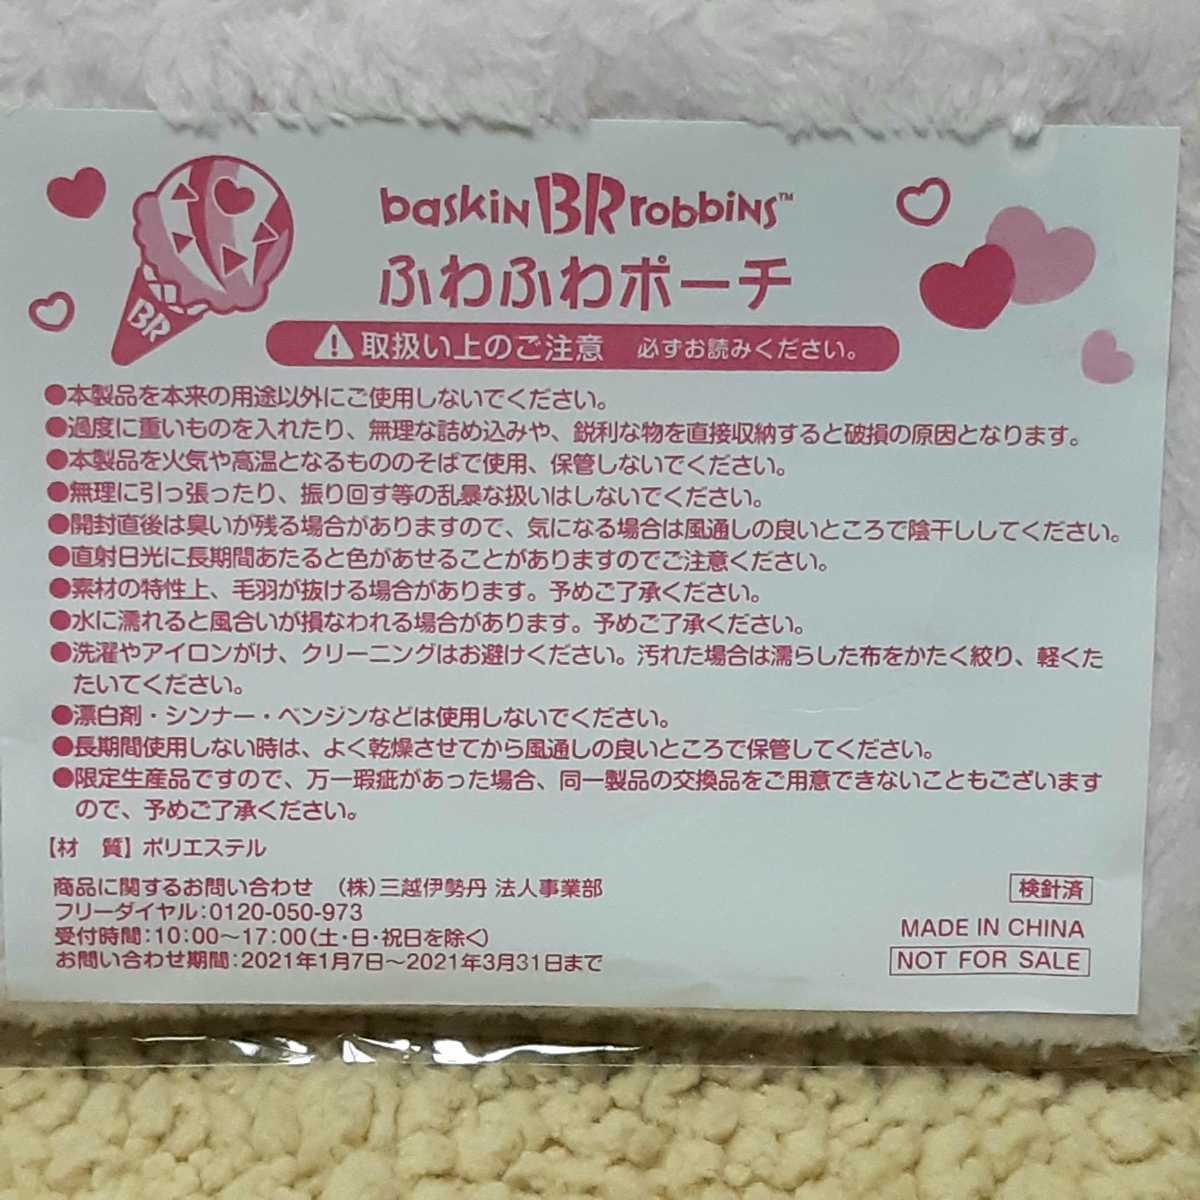 baskin BR robbins™
ふわふわポーチ
BR
取扱い上のご注意 必ずお読みください。
●本製品を本来の用途以外にご使用しないでください。
●過度に重いものを入れたり、無理な詰め込みや、鋭利な物を直接収納すると破損の原因となります。
●本製品を火気や高温となるもののそばで使用、保管しないでください。
●無理に引っ張ったり、振り回す等の乱暴な扱いはしないでください。
●開封直後は臭いが残る場合がありますので、気になる場合は風通しの良いところで陰干ししてください。
●直射日光に長期間あたると色があせることがありますのでご注意ください。
●素材の特性上、毛羽が抜ける場合があります。予めご了承ください。
●水に濡れると風合いが損なわれる場合があります。予めご了承ください。
●洗濯やアイロンがけ、クリーニングはお避けください。汚れた場合は濡らした布をかたく絞り、軽くた
たいてください。
●漂白剤・シンナー・ベンジンなどは使用しないでください。
●長期間使用しない時は、よく乾燥させてから風通しの良いところで保管してください。
●限定生産品ですので、万一瑕疵があった場合、同一製品の交換品をご用意できないこともございます
ので、予めご了承ください。
【材 質】ポリエステル
商品に関するお問い合わせ (株)三越伊勢丹 法人事業部
フリーダイヤル:0120-050-973
受付時間:10:00〜17:00(土・日・祝日を除く)
お問い合わせ期間:2021年1月7日〜2021年3月31日まで
検針済
MADE IN CHINA
NOT FOR SALE